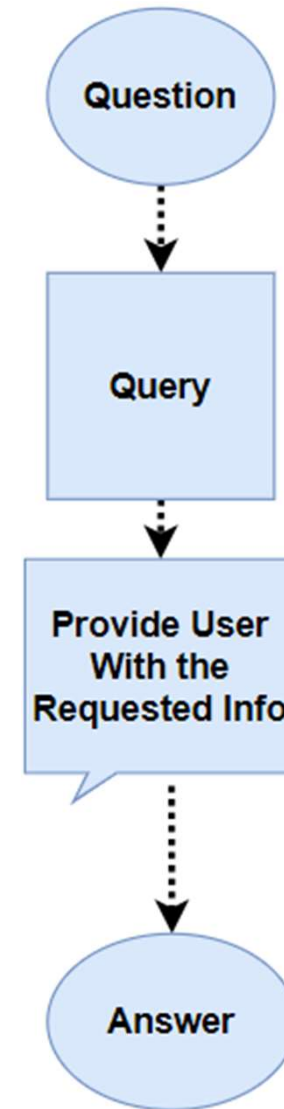 Question
Query
Provide User
With the
Requested Info
Answer